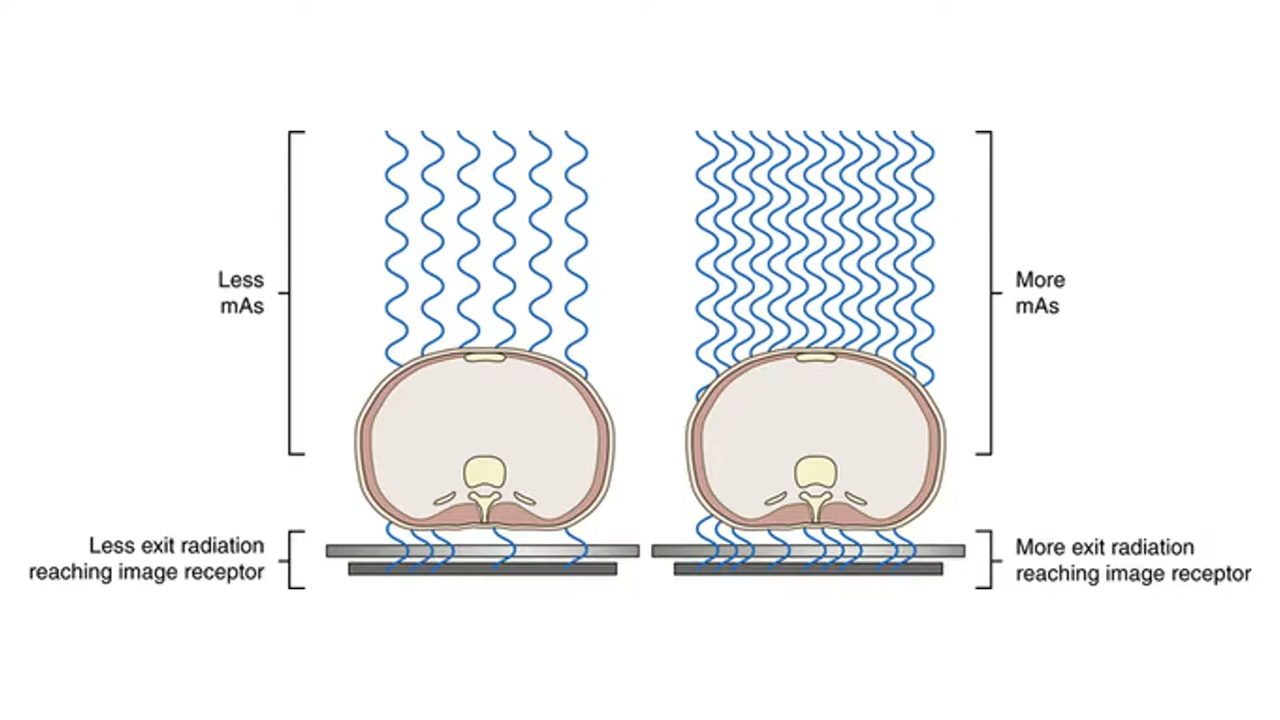 Less
mAs
Less exit radiation
reaching image receptor
More
mAs
More exit radiation
reaching image receptor